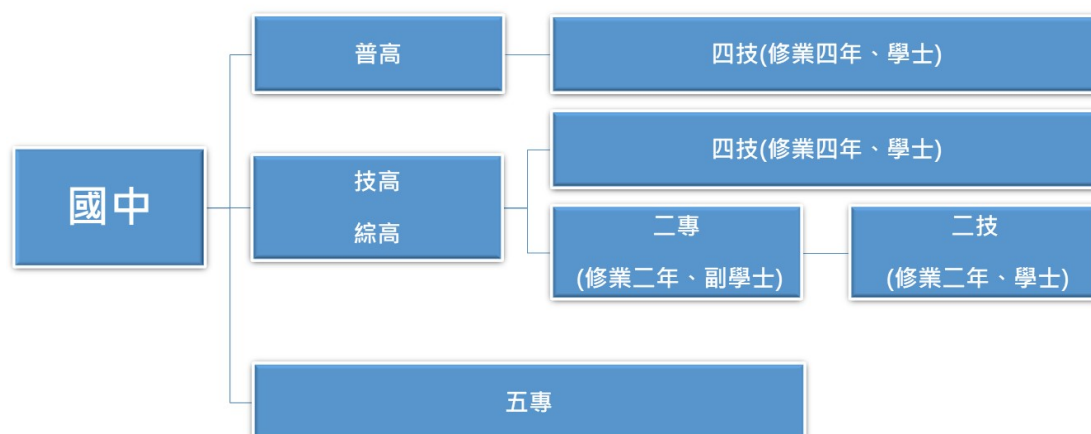 國中
普高
四技(修業四年、學士)
技高
綜高
四技(修業四年、學士)
二專
(修業二年、副學士)
二技
(修業二年、學士)
五專